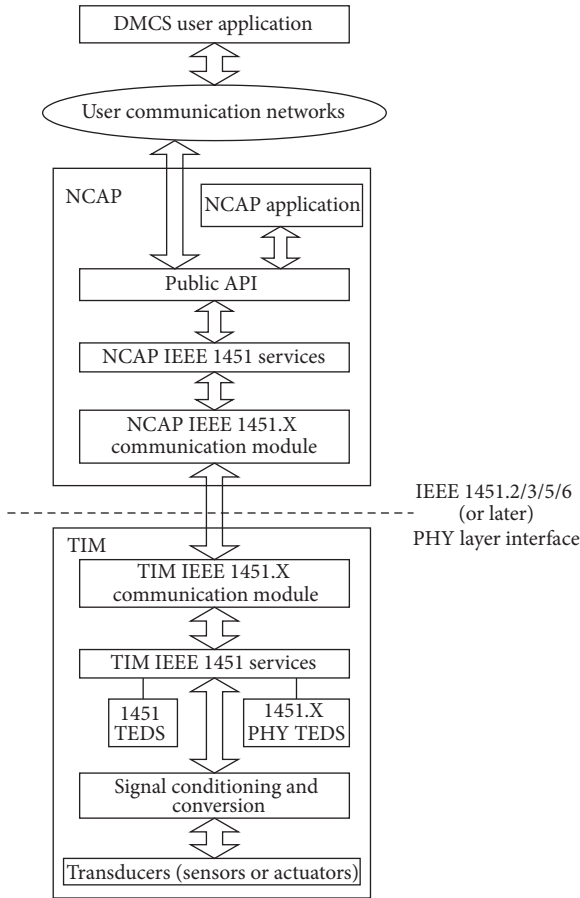 DMCS user application
User communication networks
NCAP
NCAP application
Public API
NCAP IEEE 1451 services
NCAP IEEE 1451.X
communication module
IEEE 1451.2/3/5/6
(or later)
PHY layer interface
TIM
TIM IEEE 1451.X
communication module
TIM IEEE 1451 services
1451
TEDS
1451.X
PHY TEDS
Signal conditioning and
conversion
Transducers (sensors or actuators)